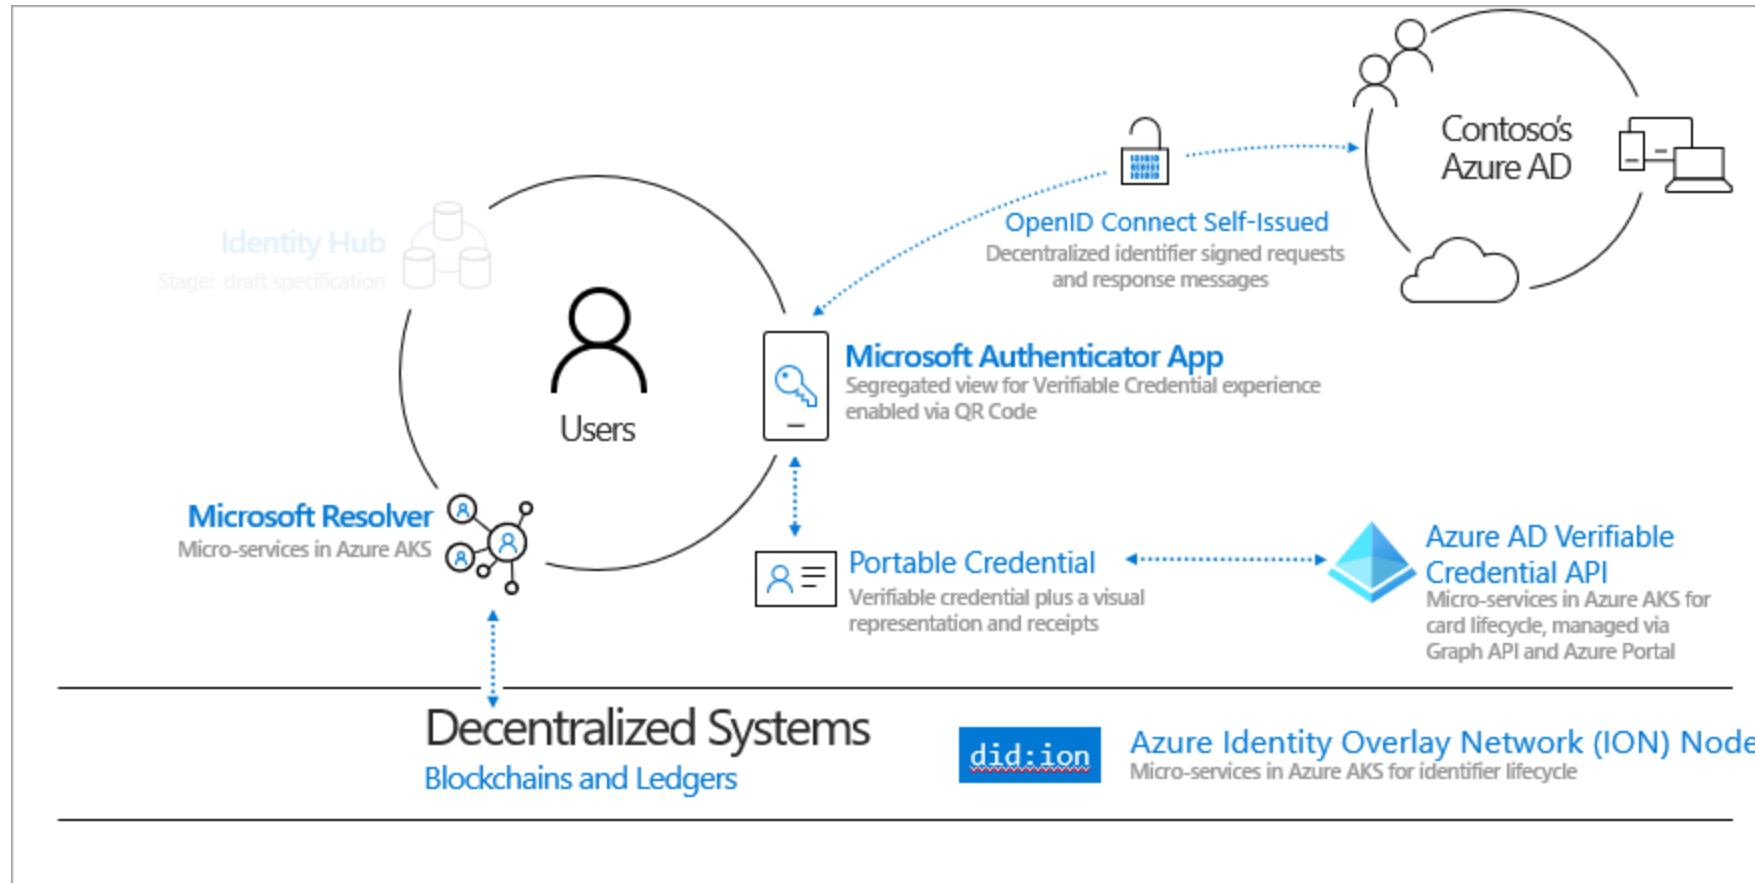 Contoso's
Azure AD
OpenID Connect Self-Issued
Decentralized identifier signed requests
and response messages
Identity Hub
Stage: draft specification
Users
Microsoft Authenticator App
Segregated view for Verifiable Credential experience
enabled via QR Code
Microsoft Resolver
Micro-services in Azure AKS
Portable Credential
Verifiable credential plus a visual
representation and receipts
Azure AD Verifiable
Credential API
Micro-services in Azure AKS for
card lifecycle, managed via
Graph API and Azure Portal
Decentralized Systems
Blockchains and Ledgers
did:ion
Azure Identity Overlay Network (ION) Node
Micro-services in Azure AKS for identifier lifecycle